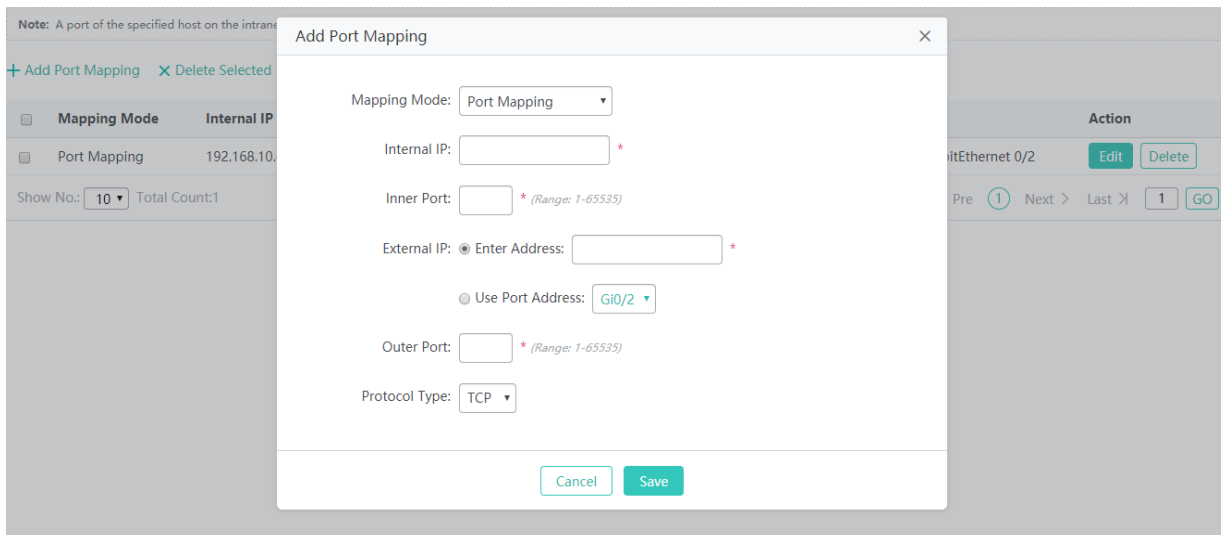 Note: A port of the specified host on the intrane
Add Port Mapping
×
+ Add Port Mapping × Delete Selected
Mapping Mode: Port Mapping
Mapping Mode Internal IP Action
Internal IP: *
Port Mapping 192.168.10. bitEthernet 0/2 Edit Delete
Inner Port: * (Range: 1-65535)
Show No.: 10 Total Count:1 Pre 1 Next > Last 1 GO
External IP: Enter Address: *
Use Port Address: Gi0/2
Outer Port: * (Range: 1-65535)
Protocol Type: TCP
Cancel Save